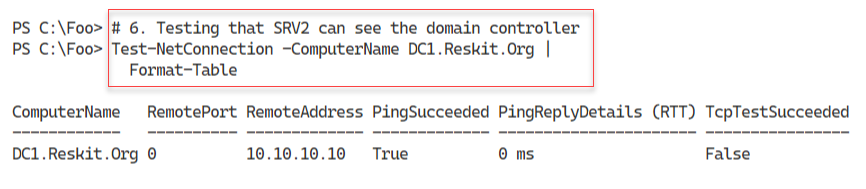 PS C:\Foo> # 6. Testing that SRV2 can see the domain controller
PS C:\Foo> Test-NetConnection -ComputerName DC1.Reskit.Org |
Format-Table
ComputerName RemotePort RemoteAddress PingSucceeded PingReplyDetails (RTT) TcpTestSucceeded
------------ ---------- ------------- ------------- ---------------------- ----------------
DC1.Reskit.Org 0 10.10.10.10 True 0 ms False